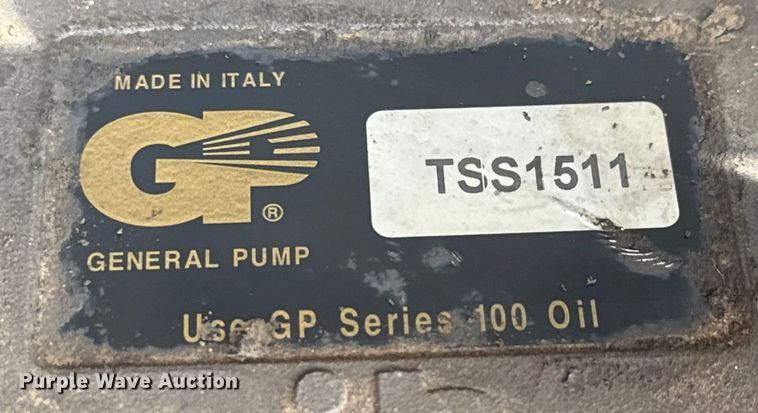 MADE IN ITALY
GP®
GENERAL PUMP
TSS1511
Use GP Series 100 Oil
Purple Wave Auction